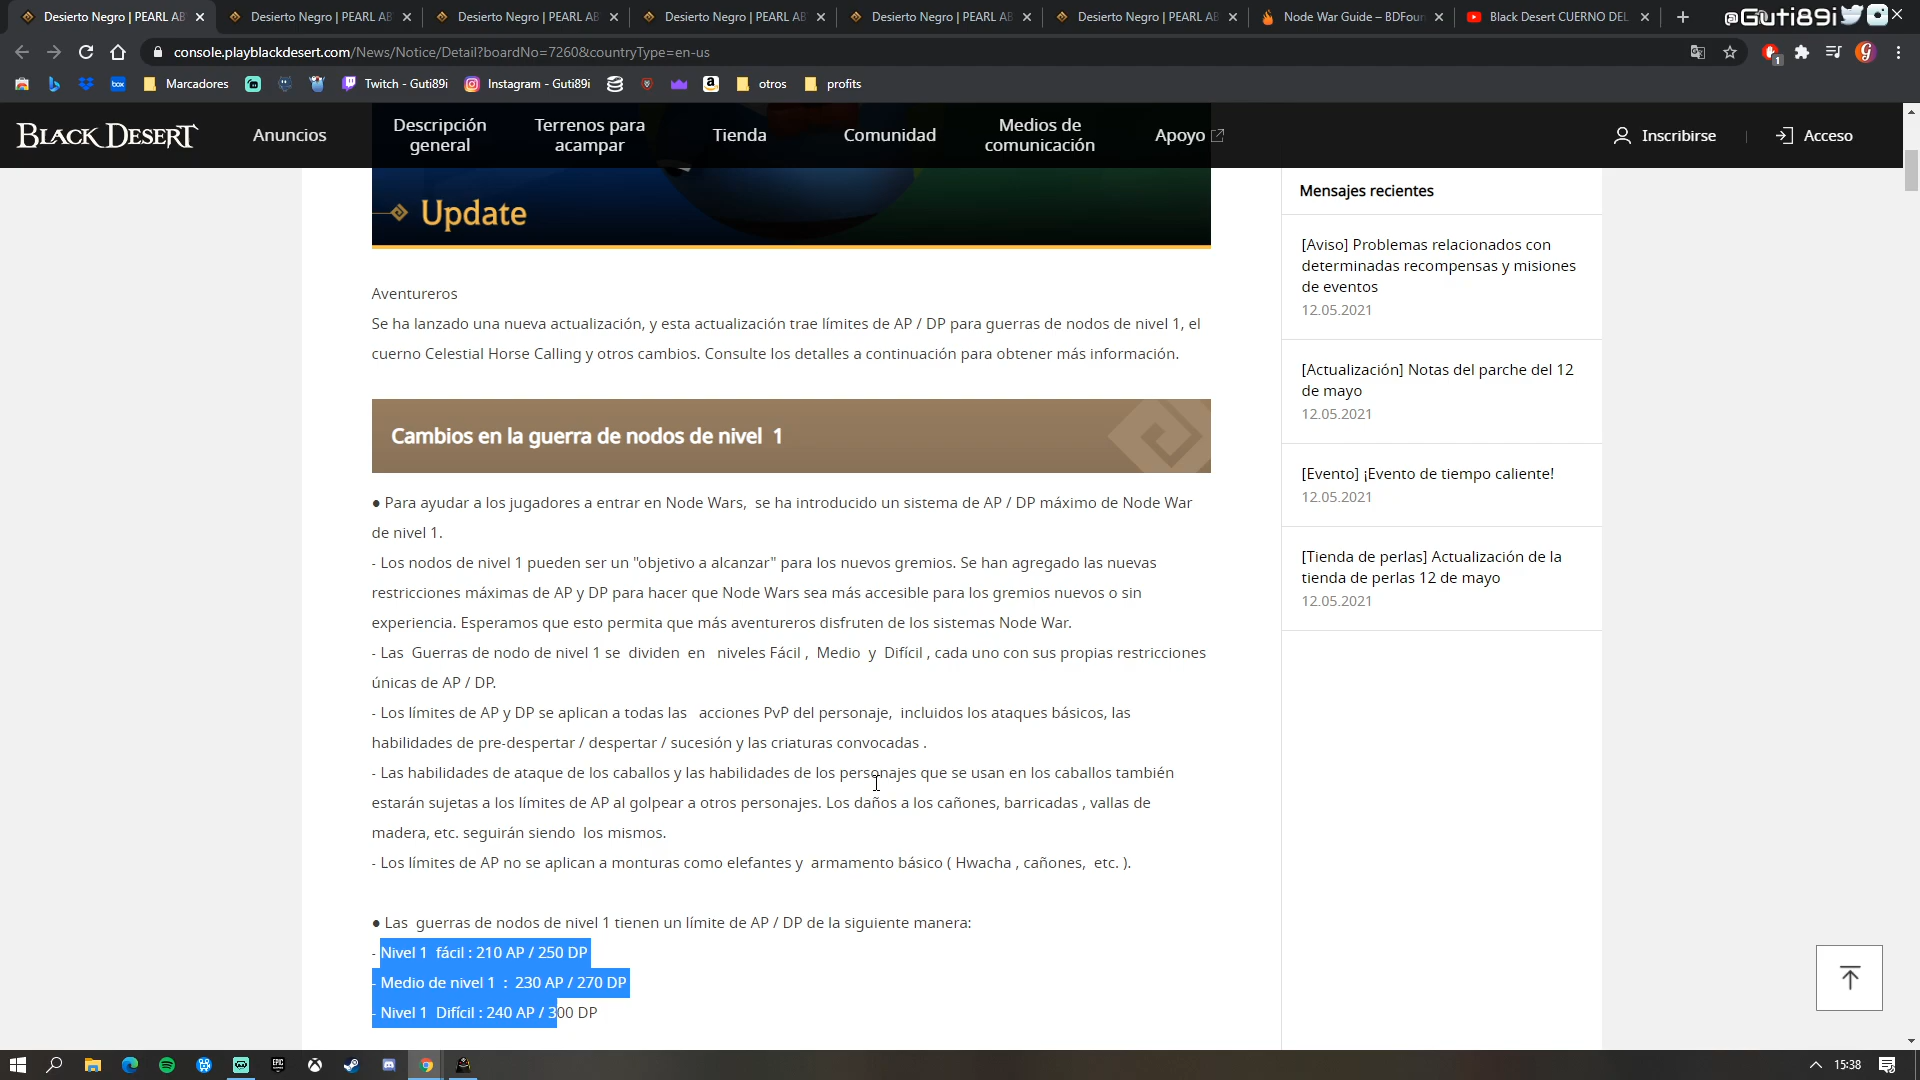 Desierto Negro | PEARL AB
Desierto Negro | PEARL AB
Desierto Negro | PEARL AB
Desierto Negro | PEARL AB
Desierto Negro | PEARL AB
Desierto Negro | PEARL AB
Node War Guide – BDFoun
Black Desert CUERNO DEL
@Guti89i
console.playblackdesert.com/News/Notice/Detail?boardNo=7260&countryType=en-us
1
box
Marcadores
Twitch - Guti89i
Instagram - Guti89i
otros
profits
BLACK DESERT
Anuncios
Descripción
general
Terrenos para
acampar
Tienda
Comunidad
Medios de
comunicación
Apoyo
Inscribirse
Acceso
Update
Aventureros
Se ha lanzado una nueva actualización, y esta actualización trae límites de AP / DP para guerras de nodos de nivel 1, el
cuerno Celestial Horse Calling y otros cambios. Consulte los detalles a continuación para obtener más información.
Cambios en la guerra de nodos de nivel 1
● Para ayudar a los jugadores a entrar en Node Wars, se ha introducido un sistema de AP / DP máximo de Node War
de nivel 1.
- Los nodos de nivel 1 pueden ser un "objetivo a alcanzar" para los nuevos gremios. Se han agregado las nuevas
restricciones máximas de AP y DP para hacer que Node Wars sea más accesible para los gremios nuevos o sin
experiencia. Esperamos que esto permita que más aventureros disfruten de los sistemas Node War.
- Las Guerras de nodo de nivel 1 se dividen en niveles Fácil , Medio y Difícil , cada uno con sus propias restricciones
únicas de AP / DP.
- Los límites de AP y DP se aplican a todas las acciones PvP del personaje, incluidos los ataques básicos, las
habilidades de pre-despertar / despertar / sucesión y las criaturas convocadas .
- Las habilidades de ataque de los caballos y las habilidades de los personajes que se usan en los caballos también
estarán sujetas a los límites de AP al golpear a otros personajes. Los daños a los cañones, barricadas , vallas de
madera, etc. seguirán siendo los mismos.
- Los límites de AP no se aplican a monturas como elefantes y armamento básico ( Hwacha , cañones, etc. ).
● Las guerras de nodos de nivel 1 tienen un límite de AP / DP de la siguiente manera:
- Nivel 1 fácil : 210 AP / 250 DP
- Medio de nivel 1 : 230 AP / 270 DP
- Nivel 1 Difícil : 240 AP / 300 DP
Mensajes recientes
[Aviso] Problemas relacionados con
determinadas recompensas y misiones
de eventos
12.05.2021
[Actualización] Notas del parche del 12
de mayo
12.05.2021
[Evento] ¡Evento de tiempo caliente!
12.05.2021
[Tienda de perlas] Actualización de la
tienda de perlas 12 de mayo
12.05.2021
EPIC
15:38